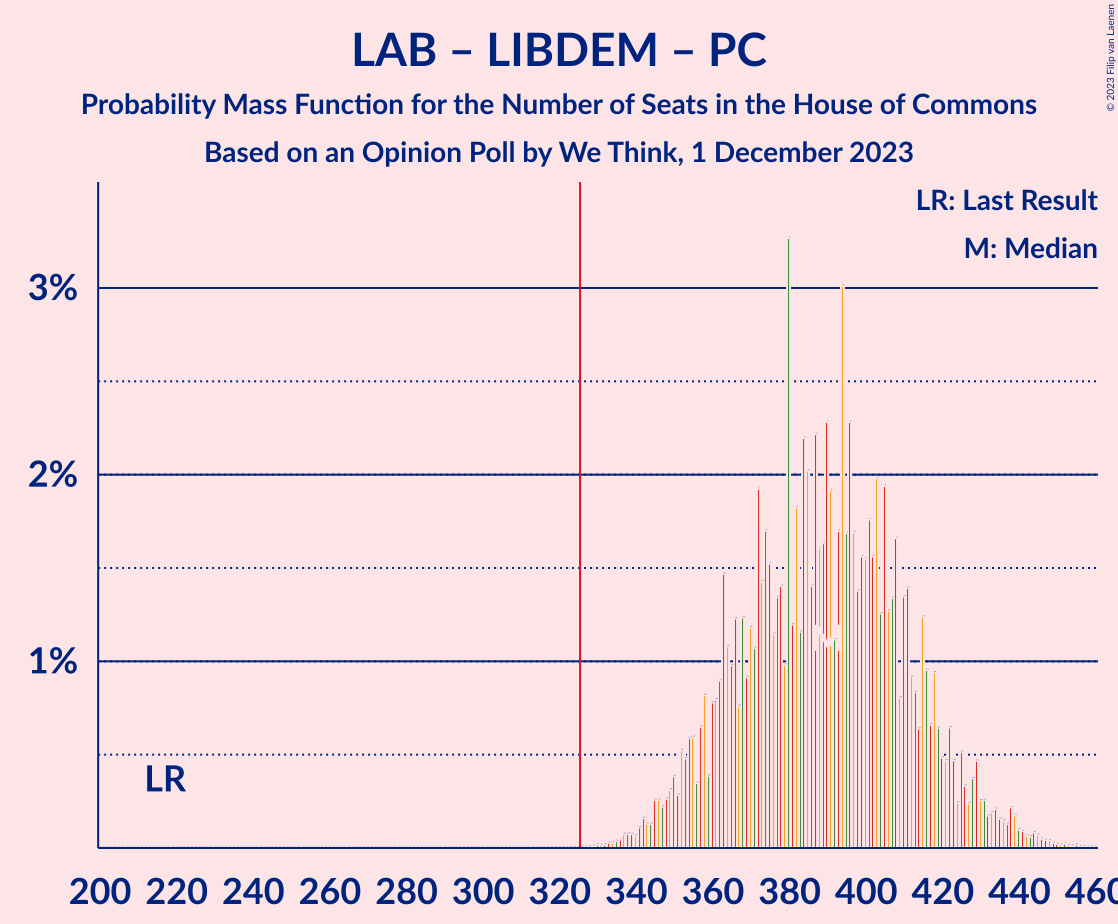 LAB – LIBDEM – PC
Probability Mass Function for the Number of Seats in the House of Commons
Based on an Opinion Poll by We Think, 1 December 2023
© 2023 Filip van Laenen
LR: Last Result
M: Median
3%
2%
1%
LR
200 220 240 260 280 300 320 340 360 380 400 420 440 460